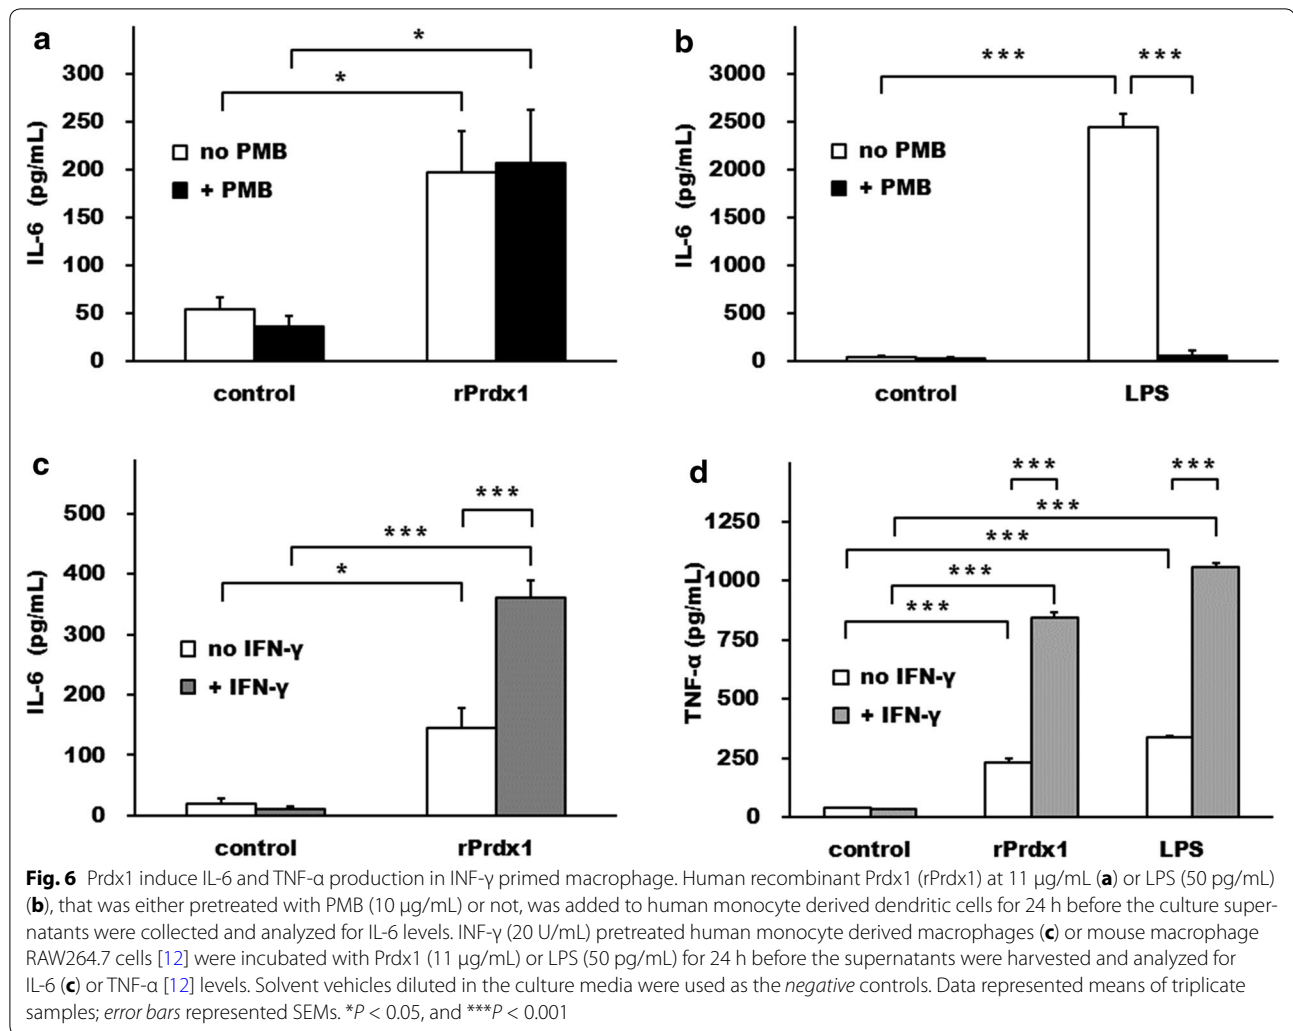 a
*
*
300
250
200
150
100
50
0
IL-6 (pg/mL)
no PMB
+ PMB
control rPrdx1
b
***
***
3000
2500
2000
1500
1000
500
0
IL-6 (pg/mL)
no PMB
+ PMB
control LPS
c
***
***
*
500
400
300
200
100
0
IL-6 (pg/mL)
no IFN-γ
+ IFN-γ
control rPrdx1
d
***
***
***
***
***
***
1250
1000
750
500
250
0
TNF-α (pg/mL)
no IFN-γ
+ IFN-γ
control rPrdx1 LPS
Fig. 6 Prdx1 induce IL-6 and TNF-α production in INF-γ primed macrophage. Human recombinant Prdx1 (rPrdx1) at 11 μg/mL (a) or LPS (50 pg/mL)
(b), that was either pretreated with PMB (10 μg/mL) or not, was added to human monocyte derived dendritic cells for 24 h before the culture super-
natants were collected and analyzed for IL-6 levels. INF-γ (20 U/mL) pretreated human monocyte derived macrophages (c) or mouse macrophage
RAW264.7 cells [12] were incubated with Prdx1 (11 μg/mL) or LPS (50 pg/mL) for 24 h before the supernatants were harvested and analyzed for
IL-6 (c) or TNF-α [12] levels. Solvent vehicles diluted in the culture media were used as the negative controls. Data represented means of triplicate
samples; error bars represented SEMs. *P < 0.05, and ***P < 0.001